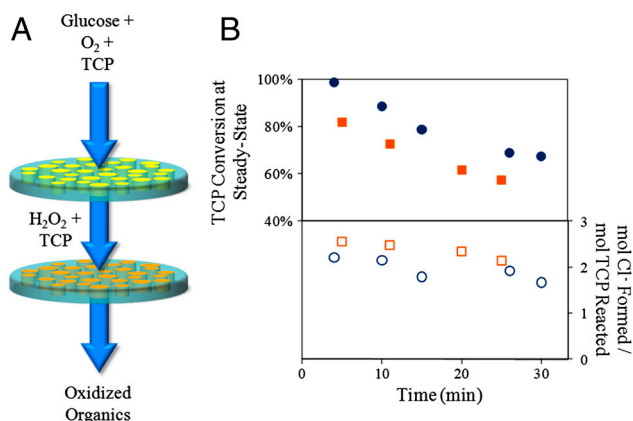 A
Glucose +
O₂ +
TCP
H₂O₂ +
TCP
Oxidized
Organics
B
TCP Conversion at
Steady-State
100%
80%
60%
40%
3
2
1
0
mol Cl- Formed /
mol TCP Reacted
0
10
20
30
Time (min)